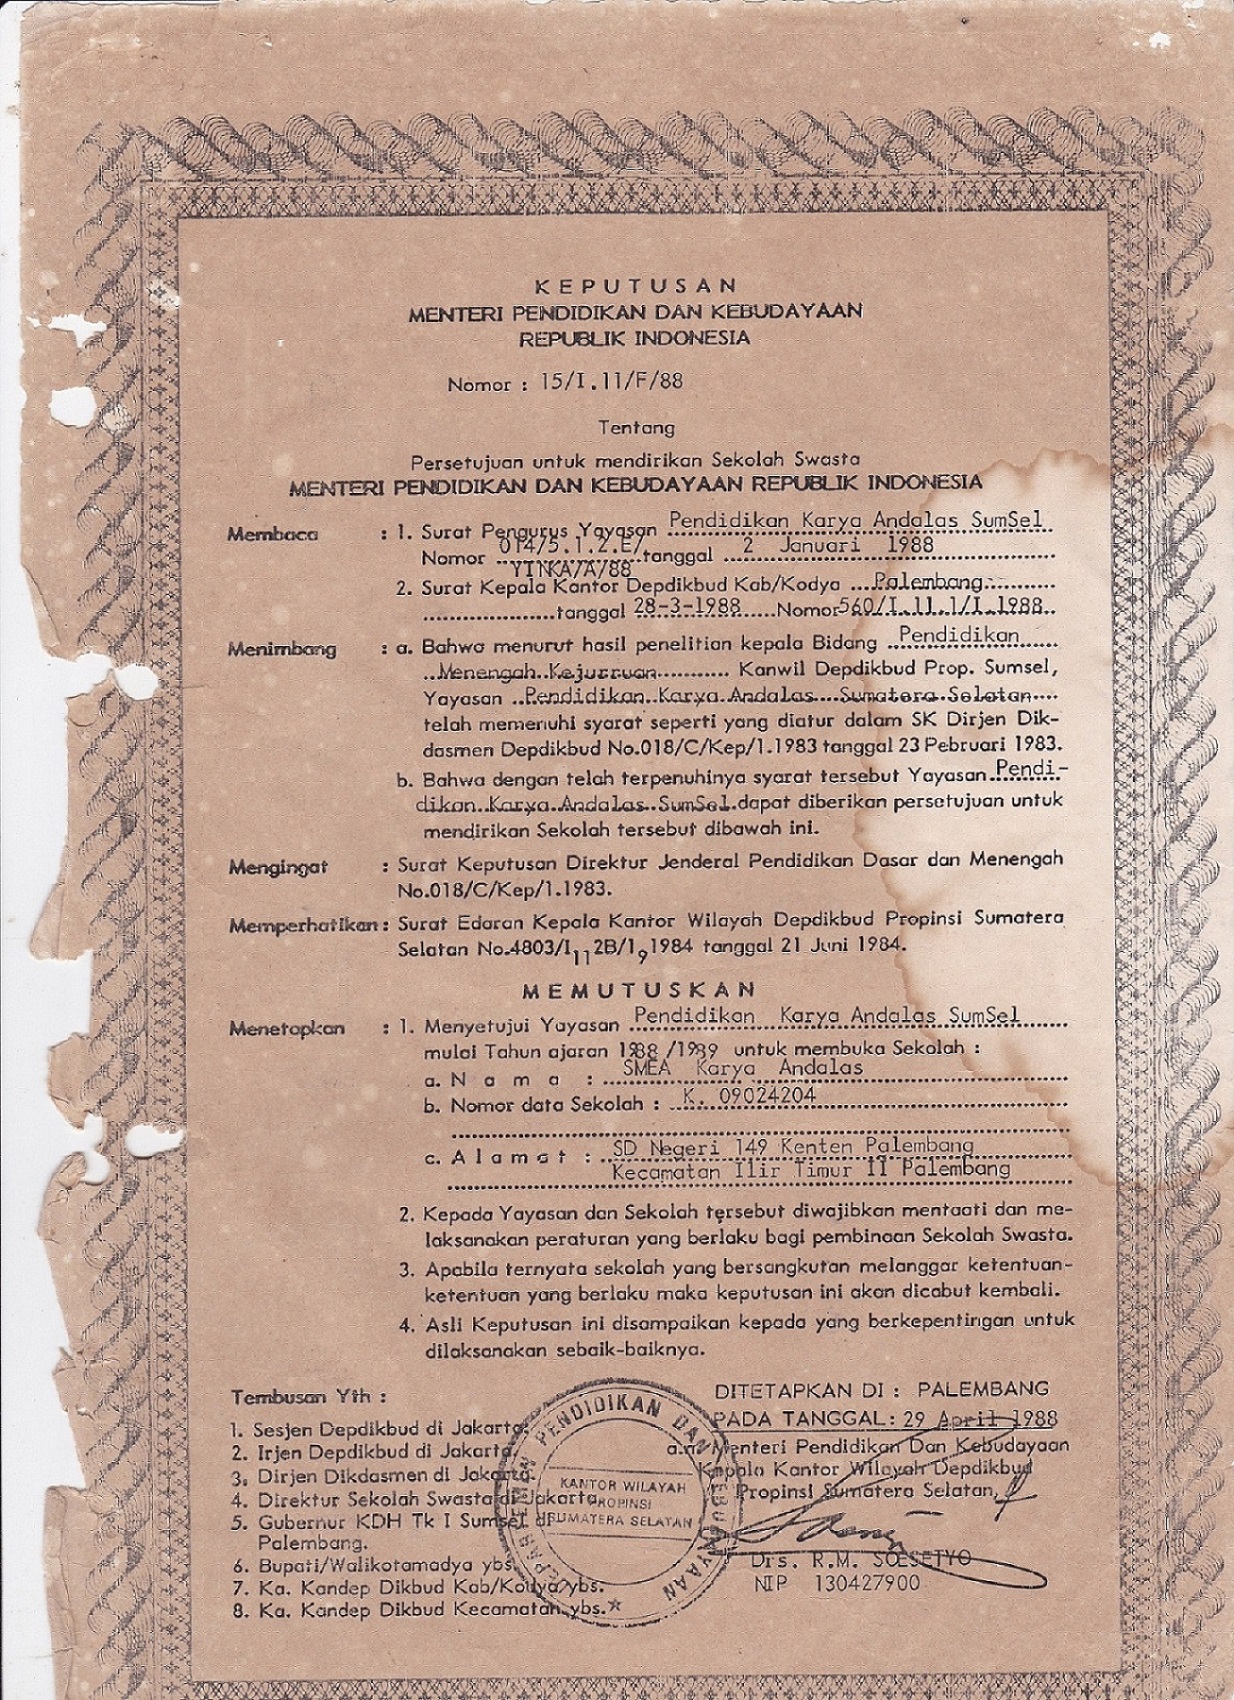 KEPUTUSAN
MENTERI PENDIDIKAN DAN KEBUDAYAAN
REPUBLIK INDONESIA
Nomor : 15/I.11/F/88
Tentang
Persetujuan untuk mendirikan Sekolah Swasta
MENTERI PENDIDIKAN DAN KEBUDAYAAN REPUBLIK INDONESIA
Membaca : 1. Surat Pengurus Yayasan Pendidikan Karya Andalas SumSel
Nomor 014/5.1.2.E/YINKA/A/88 tanggal 2 Januari 1988
2. Surat Kepala Kantor Depdikbud Kab/Kodya Palembang
tanggal 28-3-1988 Nomor 560/I.11.1/I.1988
Menimbang : a. Bahwa menurut hasil penelitian kepala Bidang Pendidikan
Menengah Kejurruan Kanwil Depdikbud Prop. Sumsel,
Yayasan Pendidikan Karya Andalas Sumatera Selatan
telah memenuhi syarat seperti yang diatur dalam SK Dirjen Dik-
dasmen Depdikbud No.018/C/Kep/1.1983 tanggal 23 Pebruari 1983.
b. Bahwa dengan telah terpenuhinya syarat tersebut Yayasan Pendi-
dikan Karya Andalas SumSel dapat diberikan persetujuan untuk
mendirikan Sekolah tersebut dibawah ini.
Mengingat : Surat Keputusan Direktur Jenderal Pendidikan Dasar dan Menengah
No.018/C/Kep/1.1983.
Memperhatikan : Surat Edaran Kepala Kantor Wilayah Depdikbud Propinsi Sumatera
Selatan No.4803/I11 2B/19 1984 tanggal 21 Juni 1984.
MEMUTUSKAN
Menetapkan : 1. Menyetujui Yayasan Pendidikan Karya Andalas SumSel
mulai Tahun ajaran 1988 /1989 untuk membuka Sekolah :
a. Nama : SMEA Karya Andalas
b. Nomor data Sekolah : K. 09024204
c. Alamat : SD Negeri 149 Kenten Palembang
Kecamatan Ilir Timur II Palembang
2. Kepada Yayasan dan Sekolah tersebut diwajibkan mentaati dan me-
laksanakan peraturan yang berlaku bagi pembinaan Sekolah Swasta.
3. Apabila ternyata sekolah yang bersangkutan melanggar ketentuan-
ketentuan yang berlaku maka keputusan ini akan dicabut kembali.
4. Asli Keputusan ini disampaikan kepada yang berkepentingan untuk
dilaksanakan sebaik-baiknya.
DITETAPKAN DI : PALEMBANG
PADA TANGGAL : 29 April 1988
a.n. Menteri Pendidikan Dan Kebudayaan
Kepala Kantor Wilayah Depdikbud
Propinsi Sumatera Selatan,
Drs. R.M. SOESETYO
NIP 130427900
Tembusan Yth :
1. Sesjen Depdikbud di Jakarta.
2. Irjen Depdikbud di Jakarta.
3. Dirjen Dikdasmen di Jakarta.
4. Direktur Sekolah Swasta di Jakarta.
5. Gubernur KDH Tk I Sumsel di
Palembang.
6. Bupati/Walikotamadya ybs.
7. Ka. Kandep Dikbud Kab/Kodya ybs.
8. Ka. Kandep Dikbud Kecamatan ybs.
DEPARTEMEN PENDIDIKAN DAN KEBUDAYAAN
KANTOR WILAYAH
PROPINSI
SUMATERA SELATAN